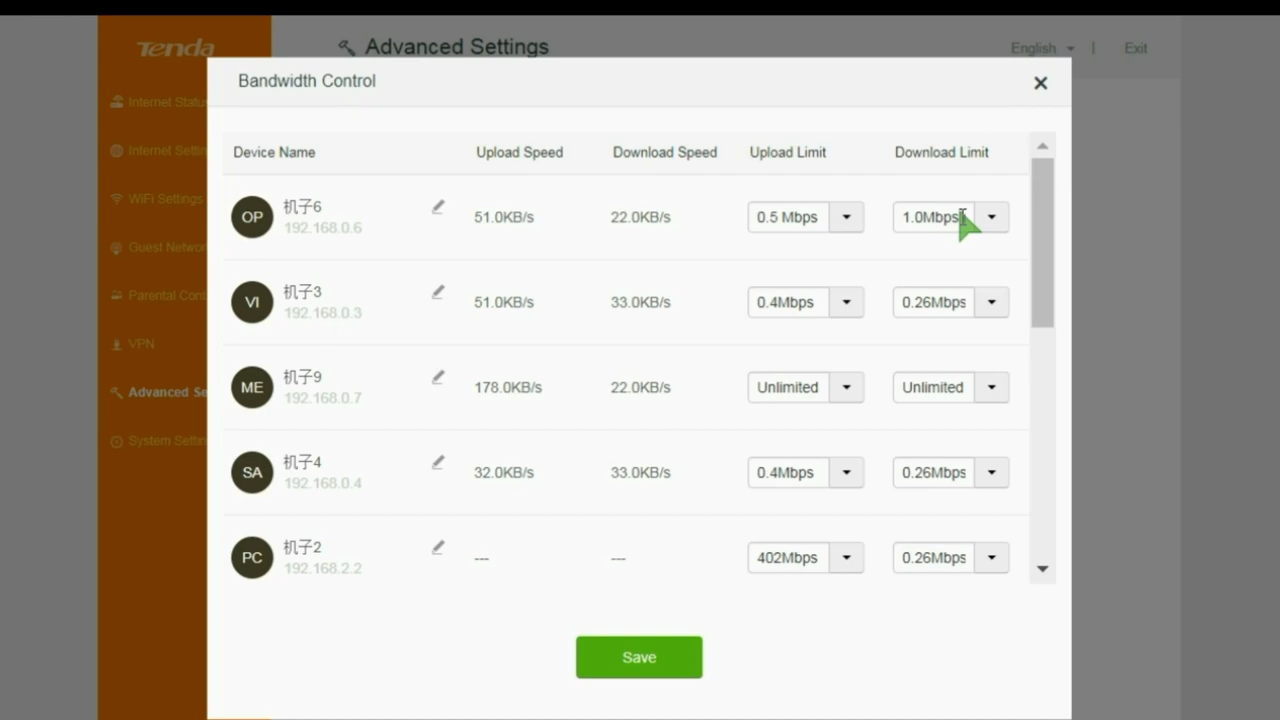 Tenda
Advanced Settings
English
Exit
Bandwidth Control
Internet Status
Internet Settin
WiFi Settings
Guest Networ
Parental Cont
VPN
Advanced Se
System Settin
Device Name Upload Speed Download Speed Upload Limit Download Limit
OP 机子6 192.168.0.6 51.0KB/s 22.0KB/s 0.5 Mbps 1.0Mbps
VI 机子3 192.168.0.3 51.0KB/s 33.0KB/s 0.4Mbps 0.26Mbps
ME 机子9 192.168.0.7 178.0KB/s 22.0KB/s Unlimited Unlimited
SA 机子4 192.168.0.4 32.0KB/s 33.0KB/s 0.4Mbps 0.26Mbps
PC 机子2 192.168.2.2 --- --- 402Mbps 0.26Mbps
Save